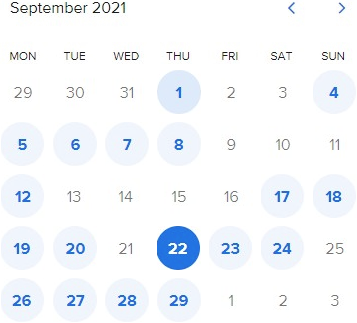 September 2021
MON TUE WED THU FRI SAT SUN
29 30 31 1 2 3 4
5 6 7 8 9 10 11
12 13 14 15 16 17 18
19 20 21 22 23 24 25
26 27 28 29 1 2 3